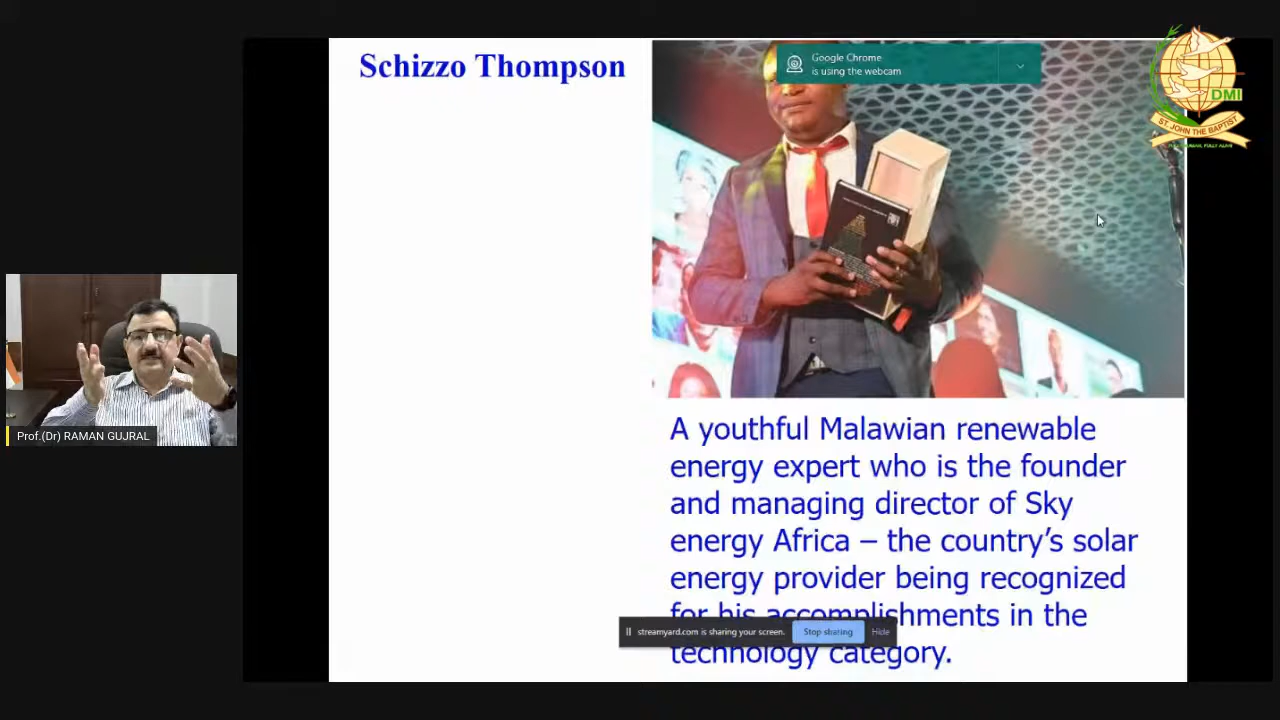 Schizzo Thompson
Google Chrome
is using the webcam
DMI
ST. JOHN THE BAPTIST
Prof.(Dr) RAMAN GUJRAL
A youthful Malawian renewable
energy expert who is the founder
and managing director of Sky
energy Africa – the country's solar
energy provider being recognized
for his accomplishments in the
streamyard.com is sharing your screen.
Stop sharing
Hide
technology category.